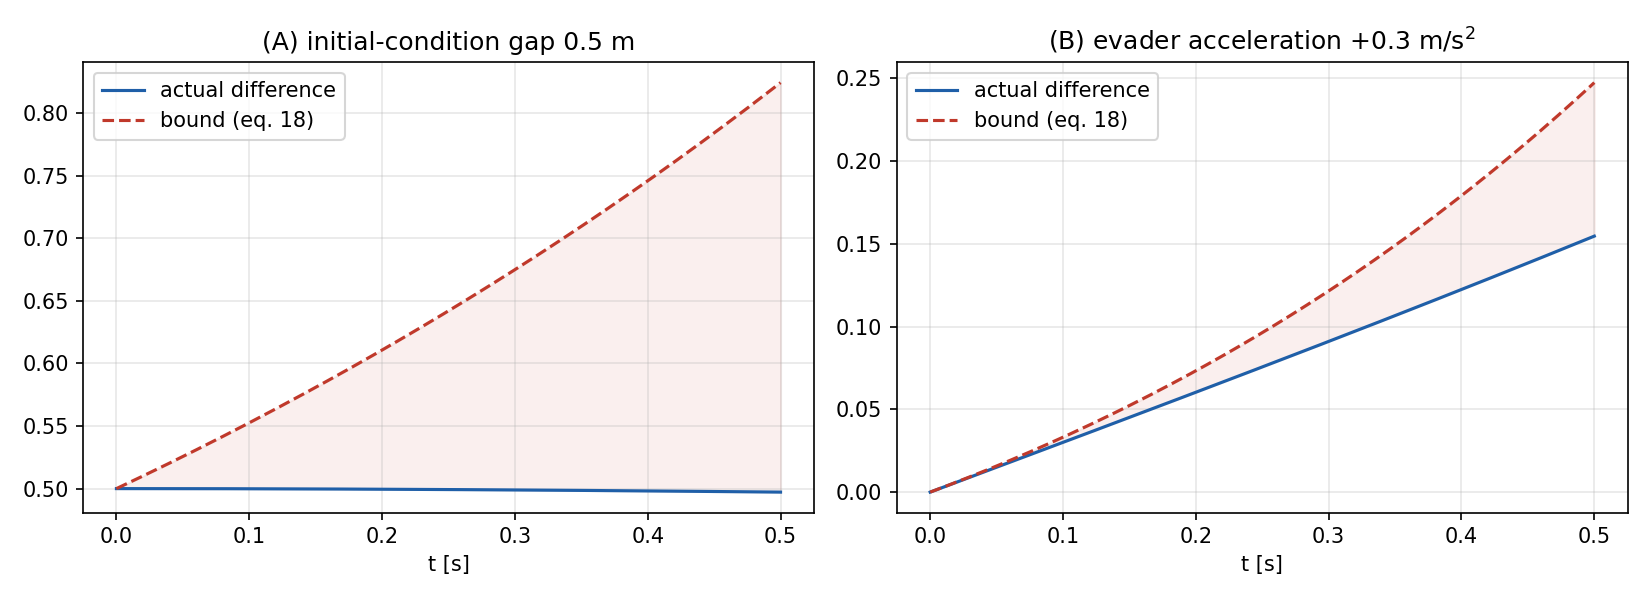 (A) initial-condition gap 0.5 m
actual difference
bound (eq. 18)
0.80
0.75
0.70
0.65
0.60
0.55
0.50
0.0 0.1 0.2 0.3 0.4 0.5
t [s]
(B) evader acceleration +0.3 m/s²
actual difference
bound (eq. 18)
0.25
0.20
0.15
0.10
0.05
0.00
0.0 0.1 0.2 0.3 0.4 0.5
t [s]